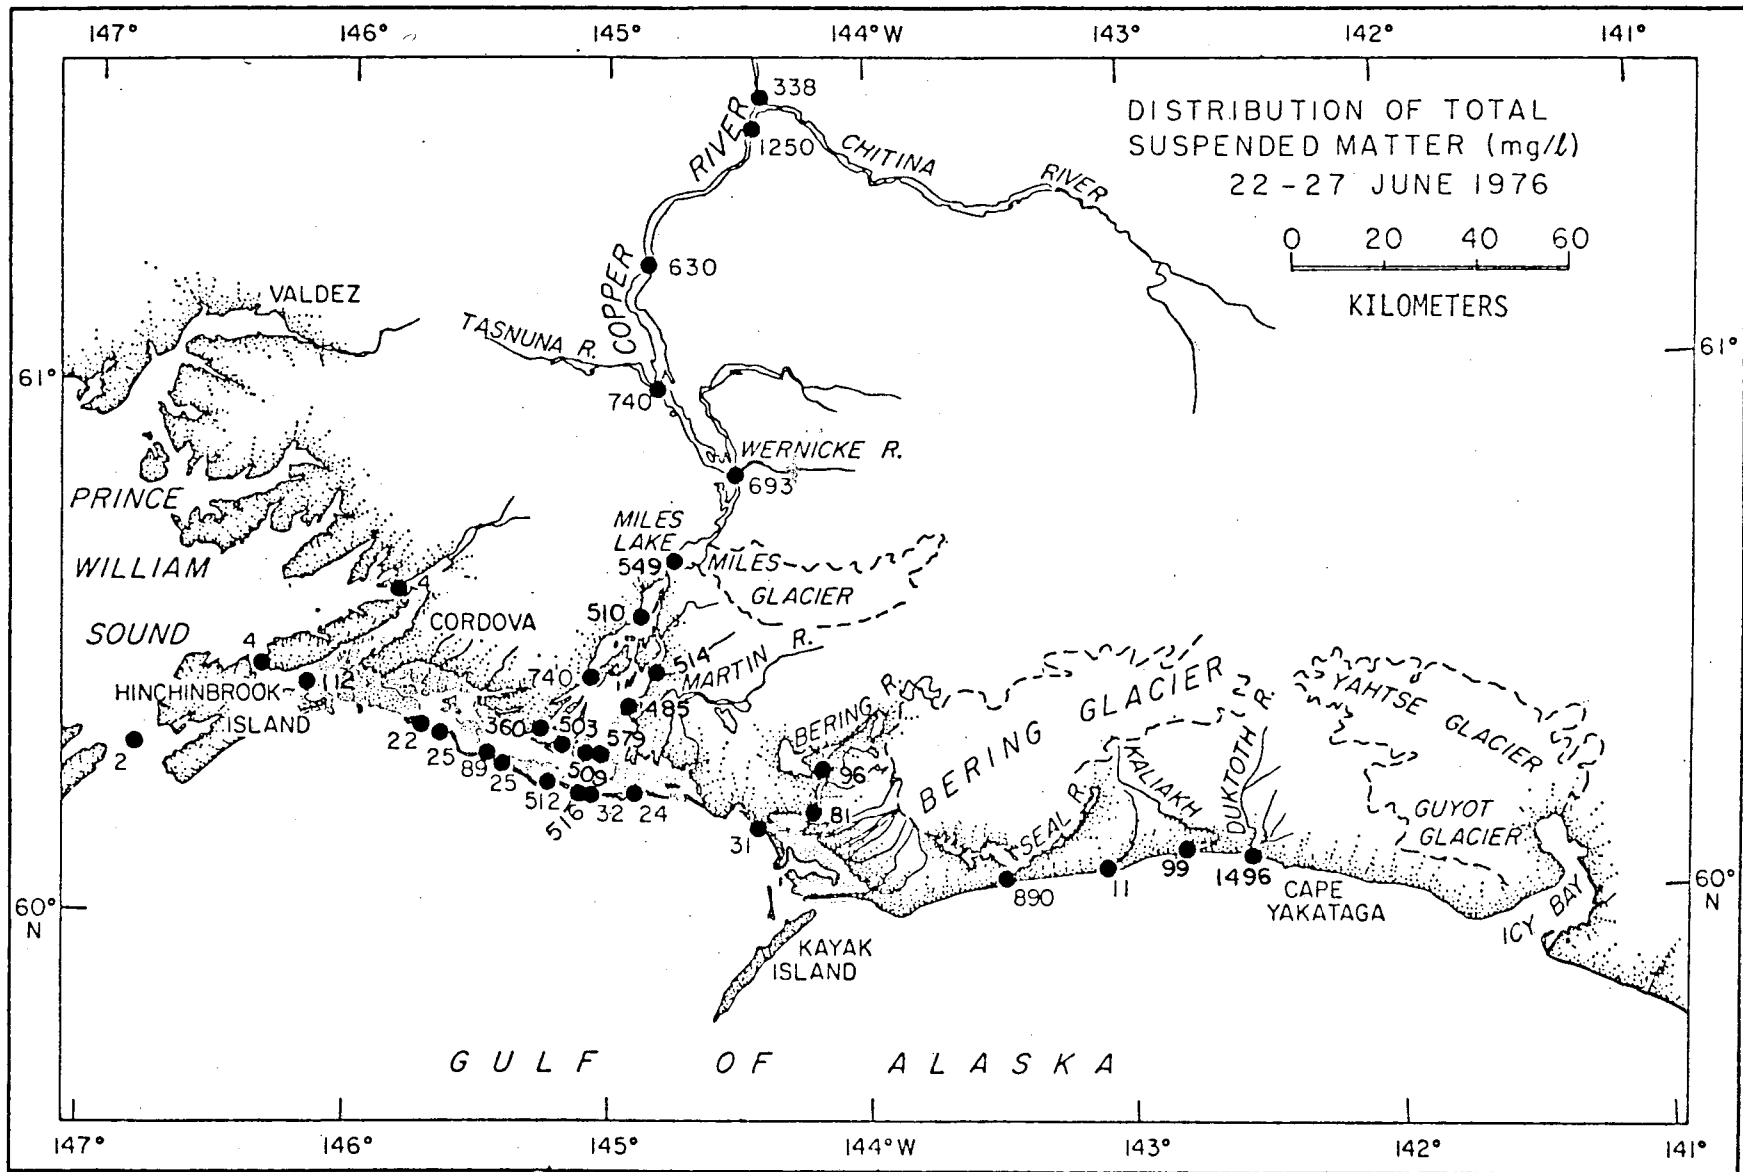 147° 146° 145° 144°W 143° 142° 141°
338
DISTRIBUTION OF TOTAL
SUSPENDED MATTER (mg/l)
22-27 JUNE 1976
0 20 40 60
KILOMETERS
1250
CHITINA
RIVER
COPPER
RIVER
630
VALDEZ
TASNUNA R.
61°
61°
740
WERNICKE R.
693
PRINCE
WILLIAM
SOUND
MILES
LAKE
549
MILES
GLACIER
4
510
CORDOVA
4
514
MARTIN R.
740
112
HINCHINBROOK
ISLAND
485
2
22
25
89
25
360
503
579
509
512
516
32
24
31
BERING R.
96
81
BERING GLACIER
SEAL R.
KALIAKH
DUKTOTH R.
YAHTSE GLACIER
GUYOT
GLACIER
890
11
99
1496
CAPE
YAKATAGA
ICY BAY
60°
N
60°
N
KAYAK
ISLAND
GULF OF ALASKA
147° 146° 145° 144°W 143° 142° 141°